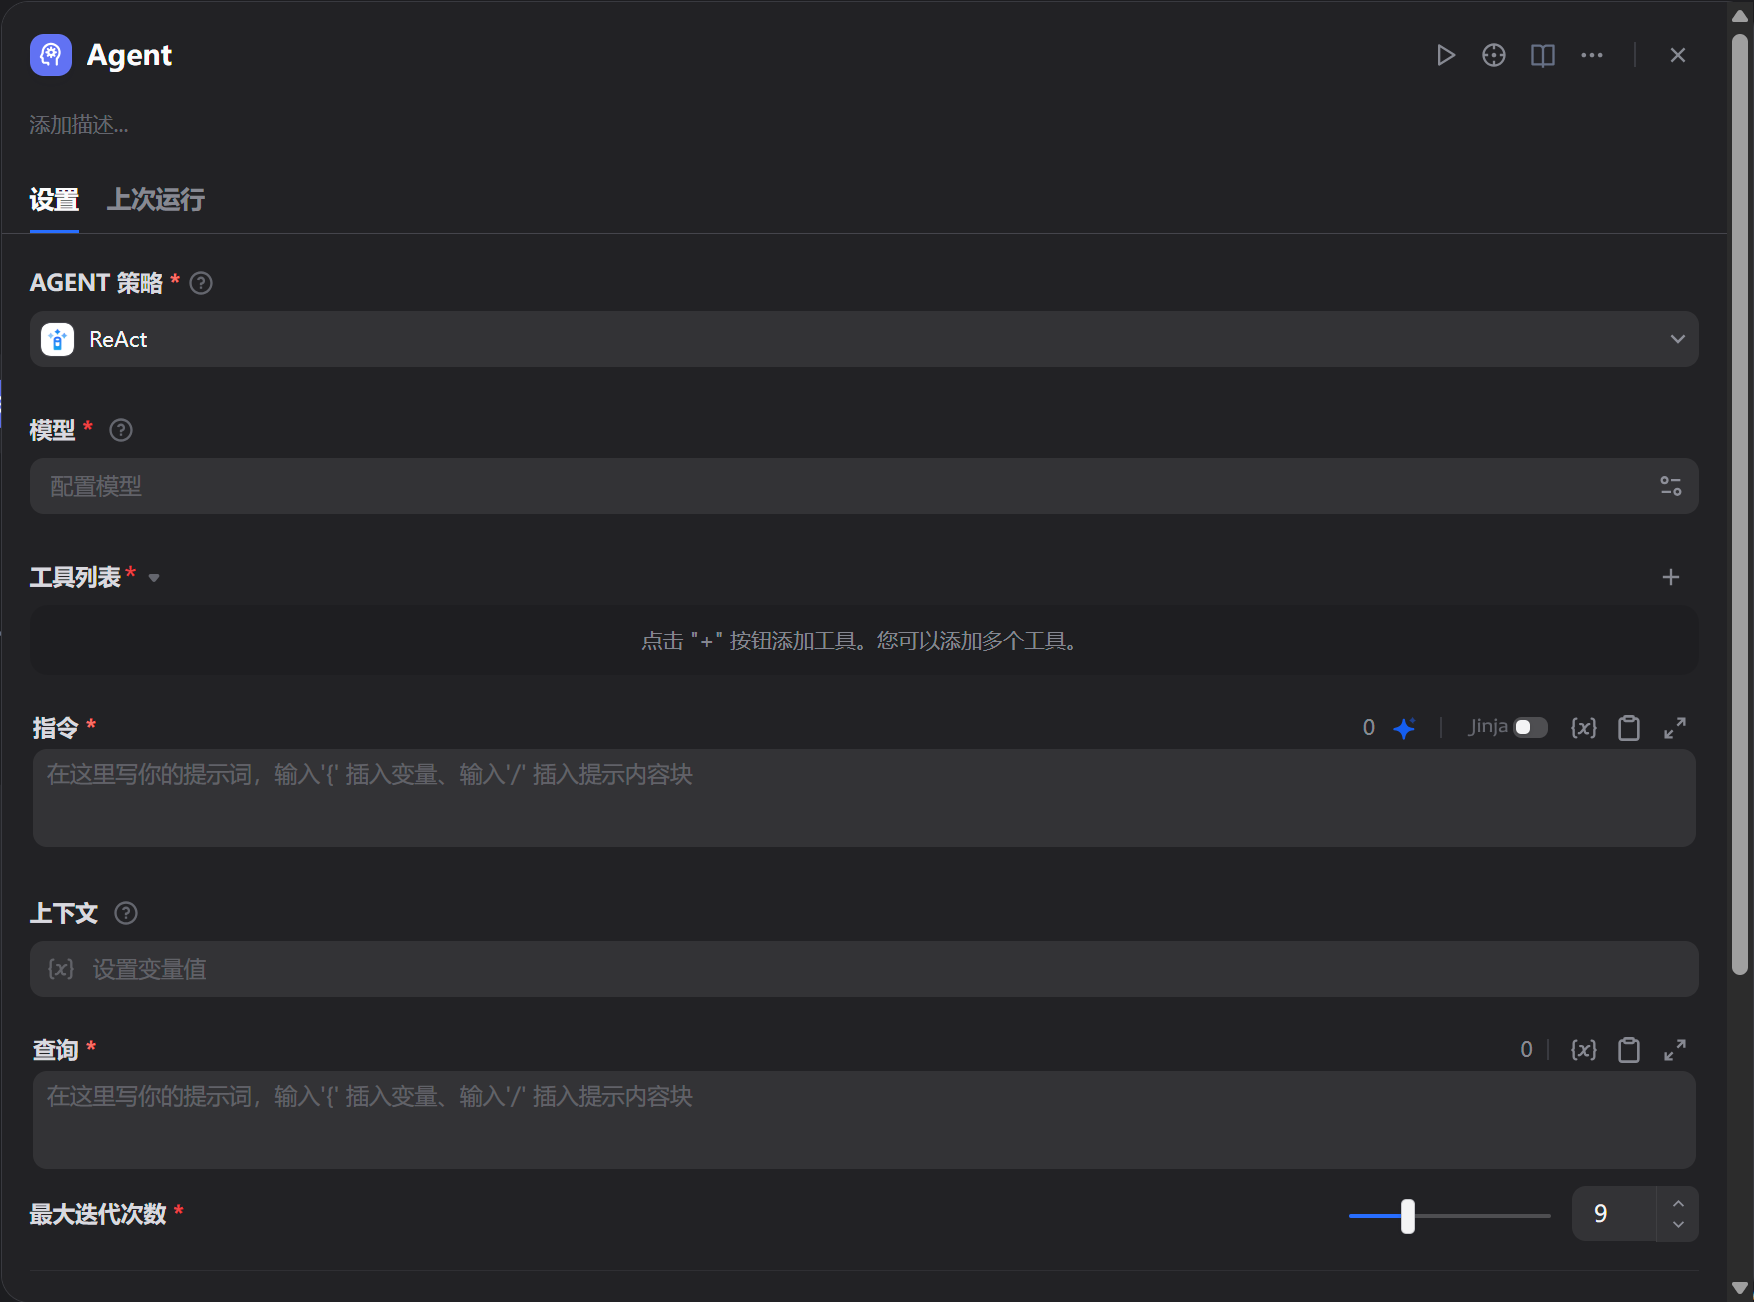 Agent
添加描述...
设置 上次运行
AGENT 策略 *
ReAct
模型 *
配置模型
工具列表 *
点击 "+" 按钮添加工具。您可以添加多个工具。
指令 * 0 Jinja {x}
在这里写你的提示词，输入'{' 插入变量、输入'/' 插入提示内容块
上下文
{x} 设置变量值
查询 * 0 {x}
在这里写你的提示词，输入'{' 插入变量、输入'/' 插入提示内容块
最大迭代次数 * 9